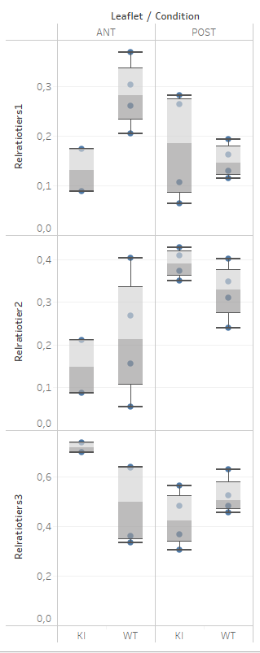 Leaflet / Condition
ANT POST
Relratiotiers1
0,3
0,2
0,1
0,0
Relratiotier2
0,4
0,3
0,2
0,1
0,0
Relratiotiers3
0,6
0,4
0,2
0,0
KI WT KI WT